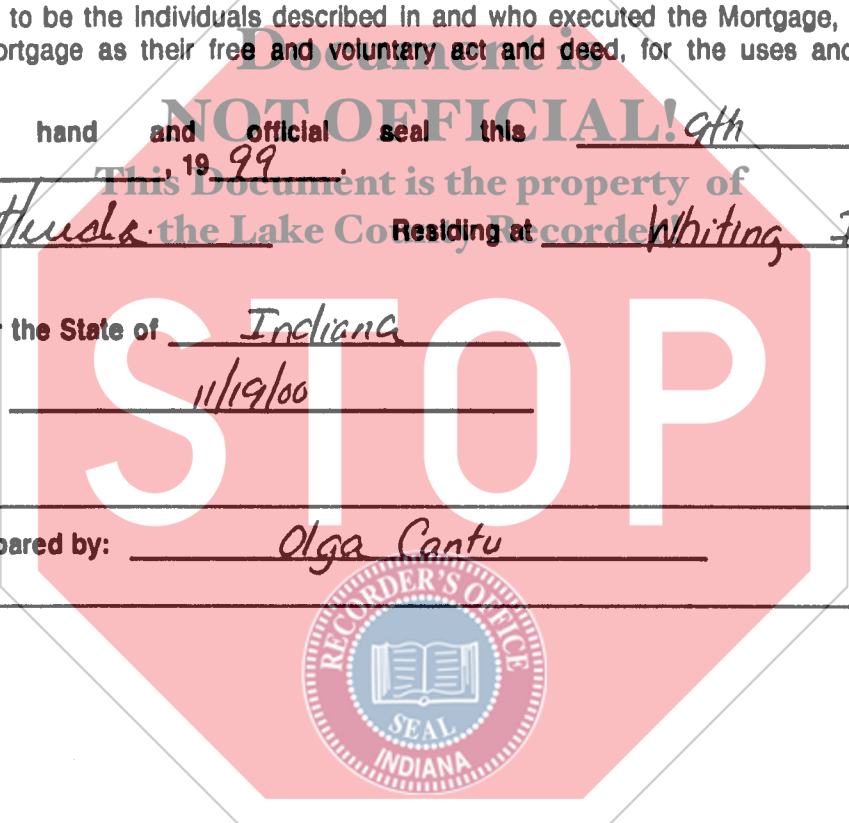 to be the individuals described in and who executed the Mortgage,
ortgage as their free and voluntary act and deed, for the uses and
Document is
NOT OFFICIAL!
This Document is the property of
the Lake County Recorder!
hand and official seal this 9th
, 19 99.
Residing at Whiting
the State of Indiana
11/19/00
STOP
pared by: Olga Cantu
RECORDER'S OFFICE
SEAL
INDIANA